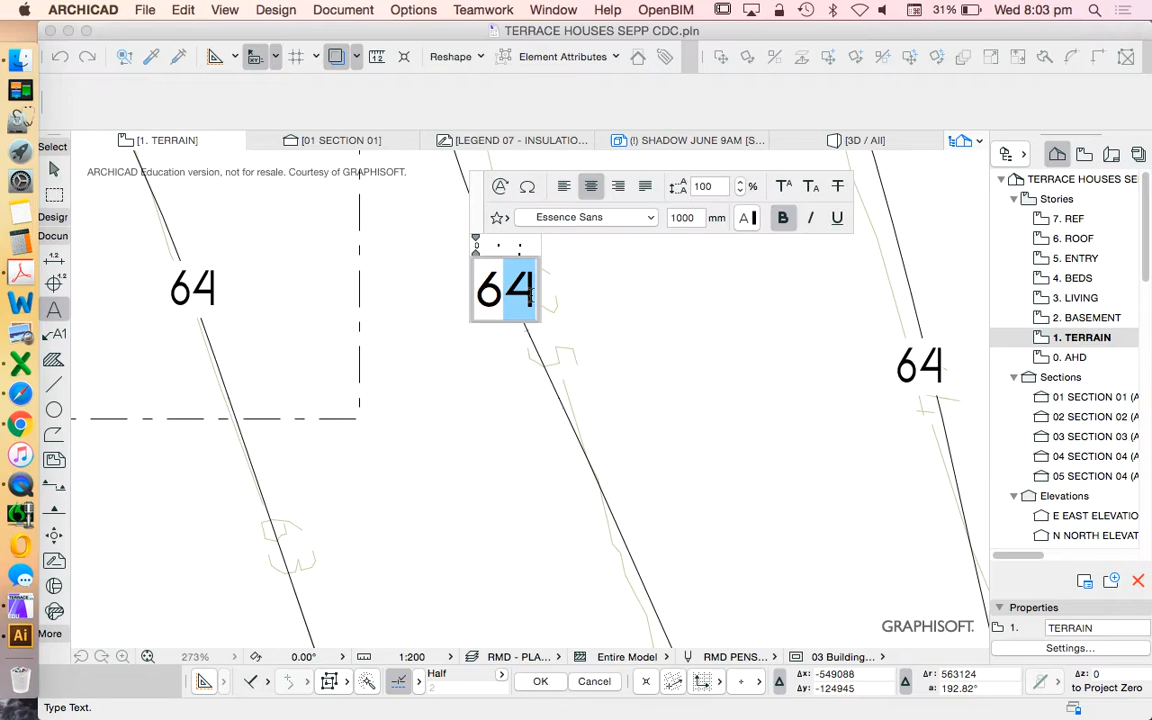 ARCHICAD File Edit View Design Document Options Teamwork Window Help OpenBIM 31% Wed 8:03 pm
TERRACE HOUSES SEPP CDC.pln
Reshape Element Attributes
Select
[1. TERRAIN] [01 SECTION 01] [LEGEND 07 - INSULATIO... (!) SHADOW JUNE 9AM [S... [3D / All]
ARCHICAD Education version, not for resale. Courtesy of GRAPHISOFT.
100 %
Essence Sans 1000 mm B I U
Design
Docun
More
64
64
64
TERRACE HOUSES SE
Stories
7. REF
6. ROOF
5. ENTRY
4. BEDS
3. LIVING
2. BASEMENT
1. TERRAIN
0. AHD
Sections
01 SECTION 01 (A
02 SECTION 02 (A
03 SECTION 03 (A
04 SECTION 04 (A
05 SECTION 04 (A
Elevations
E EAST ELEVATIO
N NORTH ELEVAT
Properties
1. TERRAIN
Settings...
GRAPHISOFT.
273% 0.00° 1:200 RMD - PLA... Entire Model RMD PENS... 03 Building...
Half
2
OK Cancel
Δx: -549088
Δy: -124945
Δr: 563124
a: 192.82°
Δz: 0
to Project Zero
Type Text.